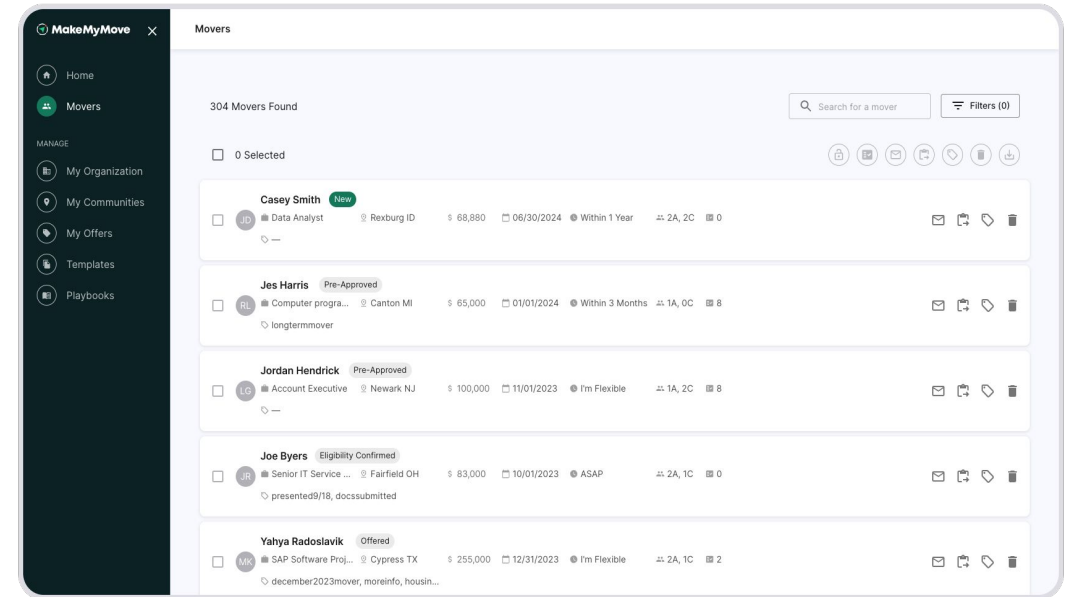 MakeMyMove
Movers
Home
Movers
MANAGE
My Organization
My Communities
My Offers
Templates
Playbooks
304 Movers Found
Search for a mover
Filters (0)
0 Selected
Casey Smith New
JD Data Analyst Rexburg ID $ 68,880 06/30/2024 Within 1 Year 2A, 2C 0
—
Jes Harris Pre-Approved
RL Computer progra... Canton MI $ 65,000 01/01/2024 Within 3 Months 1A, 0C 8
longtermmover
Jordan Hendrick Pre-Approved
LG Account Executive Newark NJ $ 100,000 11/01/2023 I'm Flexible 1A, 2C 8
—
Joe Byers Eligibility Confirmed
JR Senior IT Service ... Fairfield OH $ 83,000 10/01/2023 ASAP 2A, 1C 0
presented9/18, docssubmitted
Yahya Radoslavik Offered
MK SAP Software Proj... Cypress TX $ 255,000 12/31/2023 I'm Flexible 2A, 1C 2
december2023mover, moreinfo, housin...